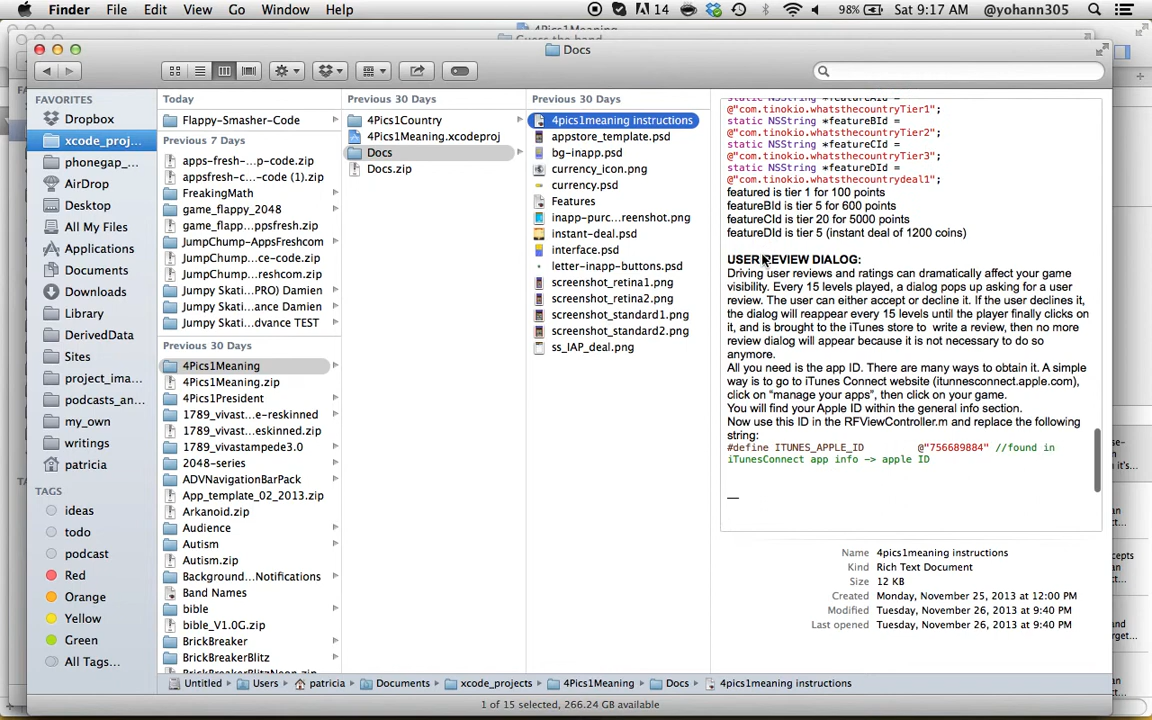 Finder File Edit View Go Window Help 14 98% Sat 9:17 AM @yohann305
Docs
FAVORITES
Dropbox
xcode_proj...
phonegap_...
AirDrop
Desktop
All My Files
Applications
Documents
Downloads
Library
DerivedData
Sites
project_ima...
podcasts_an...
my_own
writings
patricia
TAGS
ideas
todo
podcast
Red
Orange
Yellow
Green
All Tags...
Today
Flappy-Smasher-Code
Previous 7 Days
apps-fresh-...p-code.zip
appsfresh-c...-code (1).zip
FreakingMath
game_flappy_2048
game_flappy...ppsfresh.zip
JumpChump-AppsFreshcom
JumpChump-...ce-code.zip
JumpChump-...reshcom.zip
Jumpy Skati...PRO) Damien
Jumpy Skati...ance Damien
Jumpy Skati...dvance TEST
Previous 30 Days
4Pics1Meaning
4Pics1Meaning.zip
4Pics1President
1789_vivast...e-reskinned
1789_vivast...eskinned.zip
1789_vivastampede3.0
2048-series
ADVNavigationBarPack
App_template_02_2013.zip
Arkanoid.zip
Audience
Autism
Autism.zip
Background...Notifications
Band Names
bible
bible_V1.0.zip
BrickBreaker
BrickBreakerBlitz
BrickBreakerBlitzNeon.zip
Previous 30 Days
4Pics1Country
4Pics1Meaning.xcodeproj
Docs
Docs.zip
Previous 30 Days
4pics1meaning instructions
appstore_template.psd
bg-inapp.psd
currency_icon.png
currency.psd
Features
inapp-purc...reenshot.png
instant-deal.psd
interface.psd
letter-inapp-buttons.psd
screenshot_retina1.png
screenshot_retina2.png
screenshot_standard1.png
screenshot_standard2.png
ss_IAP_deal.png
static NSString *featureAId =
@"com.tinokio.whatsthecountryTier1";
static NSString *featureBId =
@"com.tinokio.whatsthecountryTier2";
static NSString *featureCId =
@"com.tinokio.whatsthecountryTier3";
static NSString *featureDId =
@"com.tinokio.whatsthecountrydeal1";
featured is tier 1 for 100 points
featureBId is tier 5 for 600 points
featureCId is tier 20 for 5000 points
featureDId is tier 5 (instant deal of 1200 coins)
USER REVIEW DIALOG:
Driving user reviews and ratings can dramatically affect your game
visibility. Every 15 levels played, a dialog pops up asking for a user
review. The user can either accept or decline it. If the user declines it,
the dialog will reappear every 15 levels until the player finally clicks on
it, and is brought to the iTunes store to write a review, then no more
review dialog will appear because it is not necessary to do so
anymore.
All you need is the app ID. There are many ways to obtain it. A simple
way is to go to iTunes Connect website (itunnesconnect.apple.com),
click on “manage your apps”, then click on your game.
You will find your Apple ID within the general info section.
Now use this ID in the RFViewController.m and replace the following
string:
#define ITUNES_APPLE_ID @"756689884" //found in
iTunesConnect app info -> apple ID
Name 4pics1meaning instructions
Kind Rich Text Document
Size 12 KB
Created Monday, November 25, 2013 at 12:00 PM
Modified Tuesday, November 26, 2013 at 9:40 PM
Last opened Tuesday, November 26, 2013 at 9:40 PM
Untitled Users patricia Documents xcode_projects 4Pics1Meaning Docs 4pics1meaning instructions
1 of 15 selected, 266.24 GB available